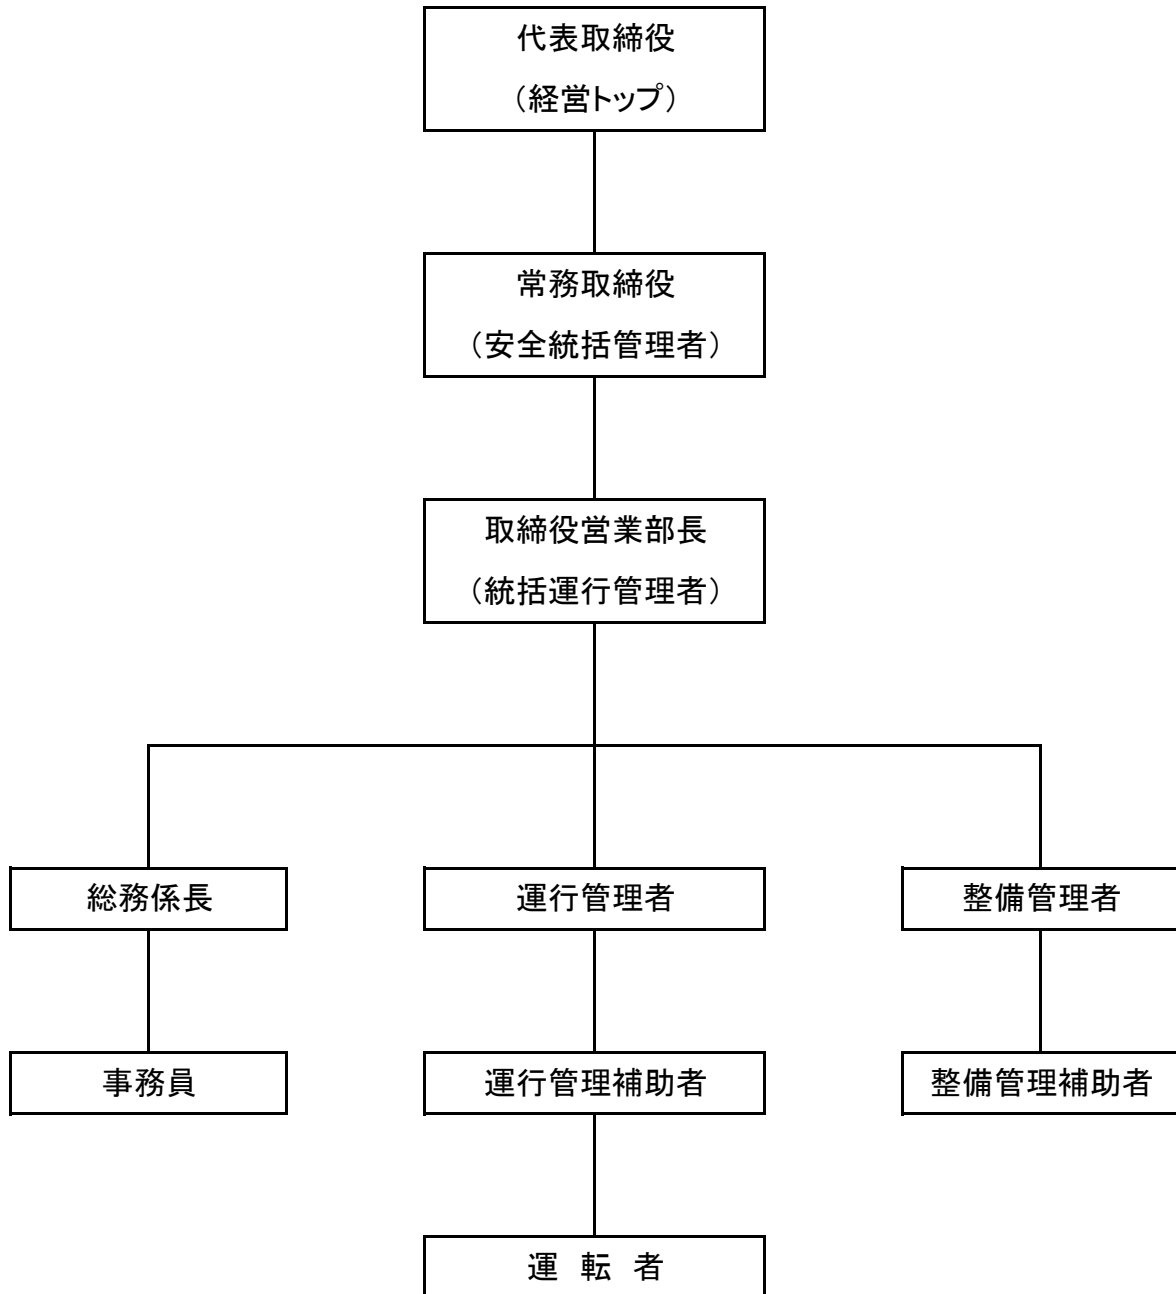 代表取締役
（経営トップ）
常務取締役
（安全統括管理者）
取締役営業部長
（統括運行管理者）
総務係長
運行管理者
整備管理者
事務員
運行管理補助者
整備管理補助者
運　転　者